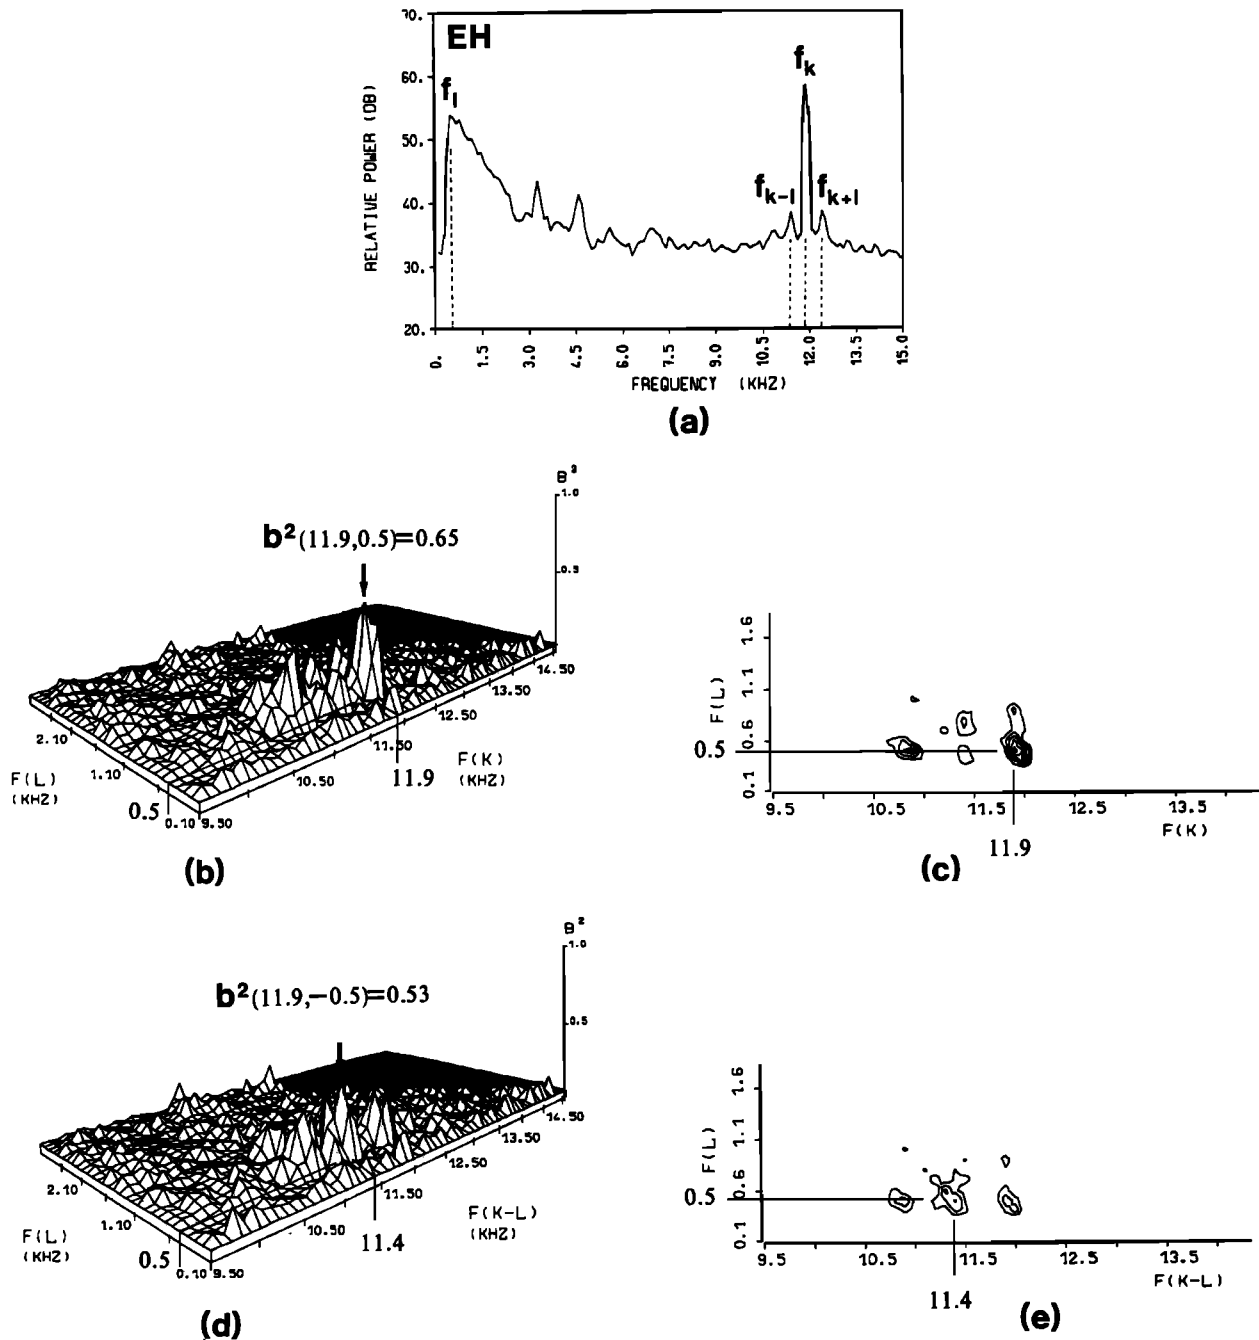 EH
70.
60.
50.
40.
30.
20.
RELATIVE POWER (DB)
f_l
f_k
f_k-l
f_k+l
0.
1.5
3.0
4.5
6.0
7.5
9.0
10.5
12.0
13.5
15.0
FREQUENCY (KHZ)
(a)
B²
1.0
0.5
b²(11.9,0.5)=0.65
2.10
1.10
0.10
F(L)
(KHZ)
0.5
9.50
10.50
11.50
12.50
13.50
14.50
F(K)
(KHZ)
11.9
(b)
F(L)
1.6
1.1
0.6
0.1
0.5
9.5
10.5
11.5
12.5
13.5
F(K)
11.9
(c)
B²
1.0
0.5
b²(11.9,−0.5)=0.53
2.10
1.10
0.10
F(L)
(KHZ)
0.5
9.50
10.50
11.50
12.50
13.50
14.50
F(K-L)
(KHZ)
11.4
(d)
F(L)
1.6
1.1
0.6
0.1
0.5
9.5
10.5
11.5
12.5
13.5
F(K-L)
11.4
(e)